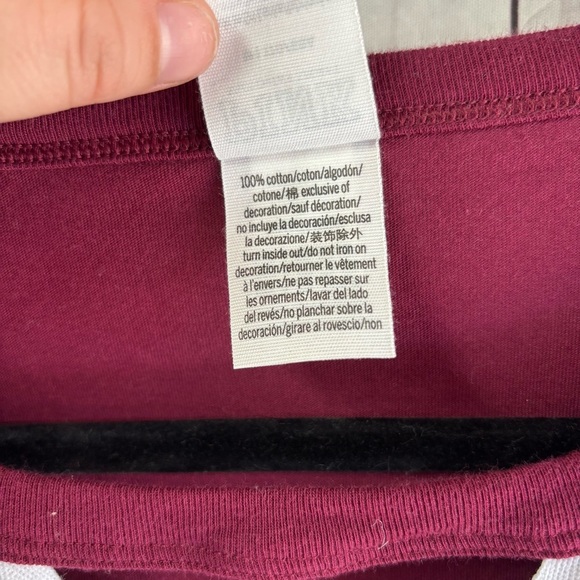 100% cotton/coton/algodón/
cotone/棉 exclusive of
decoration/sauf décoration/
no incluye la decoración/esclusa
la decorazione/装饰除外
turn inside out/do not iron on
decoration/retourner le vêtement
à l'envers/ne pas repasser sur
les ornements/lavar del lado
del revés/no planchar sobre la
decoración/girare al rovescio/non